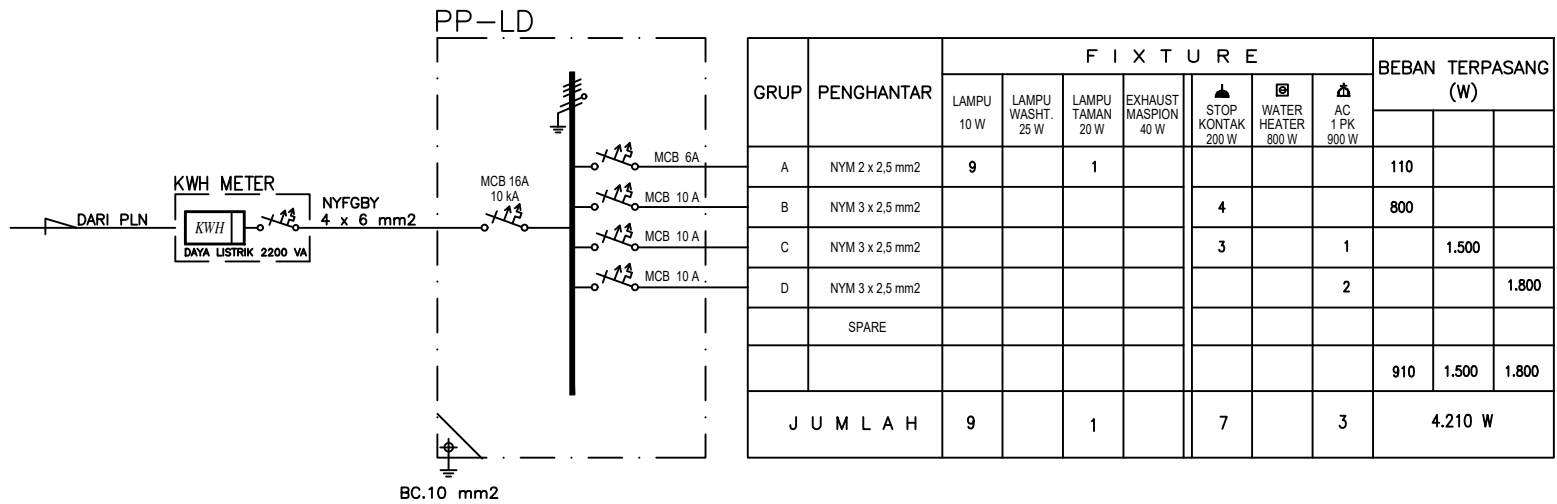 PP-LD
KWH METER
DARI PLN
KWH
DAYA LISTRIK 2200 VA
NYFGBY
4 x 6 mm2
MCB 16A
10 kA
MCB 6A
MCB 10 A
MCB 10 A
MCB 10 A
BC.10 mm2
GRUP PENGHANTAR FIXTURE BEBAN TERPASANG
(W)
LAMPU
10 W
LAMPU
WASHT.
25 W
LAMPU
TAMAN
20 W
EXHAUST
MASPION
40 W
STOP
KONTAK
200 W
WATER
HEATER
800 W
AC
1 PK
900 W
A NYM 2 x 2,5 mm2 9 1 110
B NYM 3 x 2,5 mm2 4 800
C NYM 3 x 2,5 mm2 3 1 1.500
D NYM 3 x 2,5 mm2 2 1.800
SPARE
910 1.500 1.800
JUMLAH 9 1 7 3 4.210 W